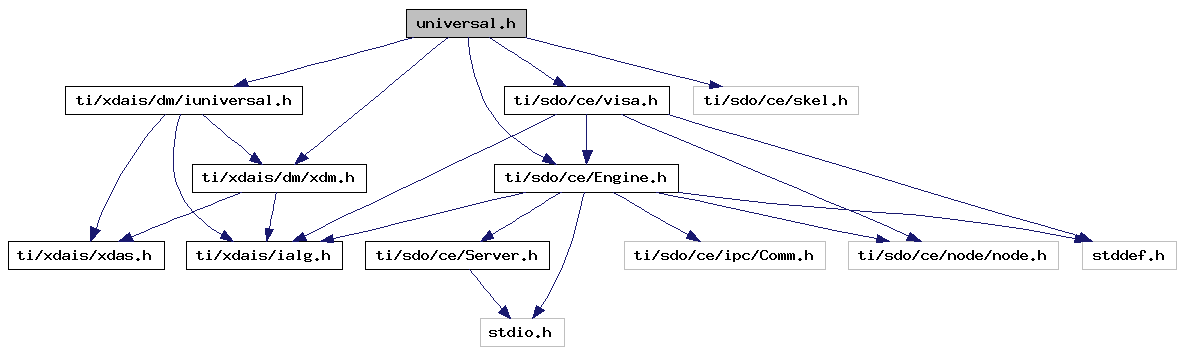 universal.h
ti/xdais/dm/iuniversal.h
ti/sdo/ce/visa.h
ti/sdo/ce/skel.h
ti/xdais/dm/xdm.h
ti/sdo/ce/Engine.h
ti/xdais/xdas.h
ti/xdais/ialg.h
ti/sdo/ce/Server.h
ti/sdo/ce/ipc/Comm.h
ti/sdo/ce/node/node.h
stddef.h
stdio.h